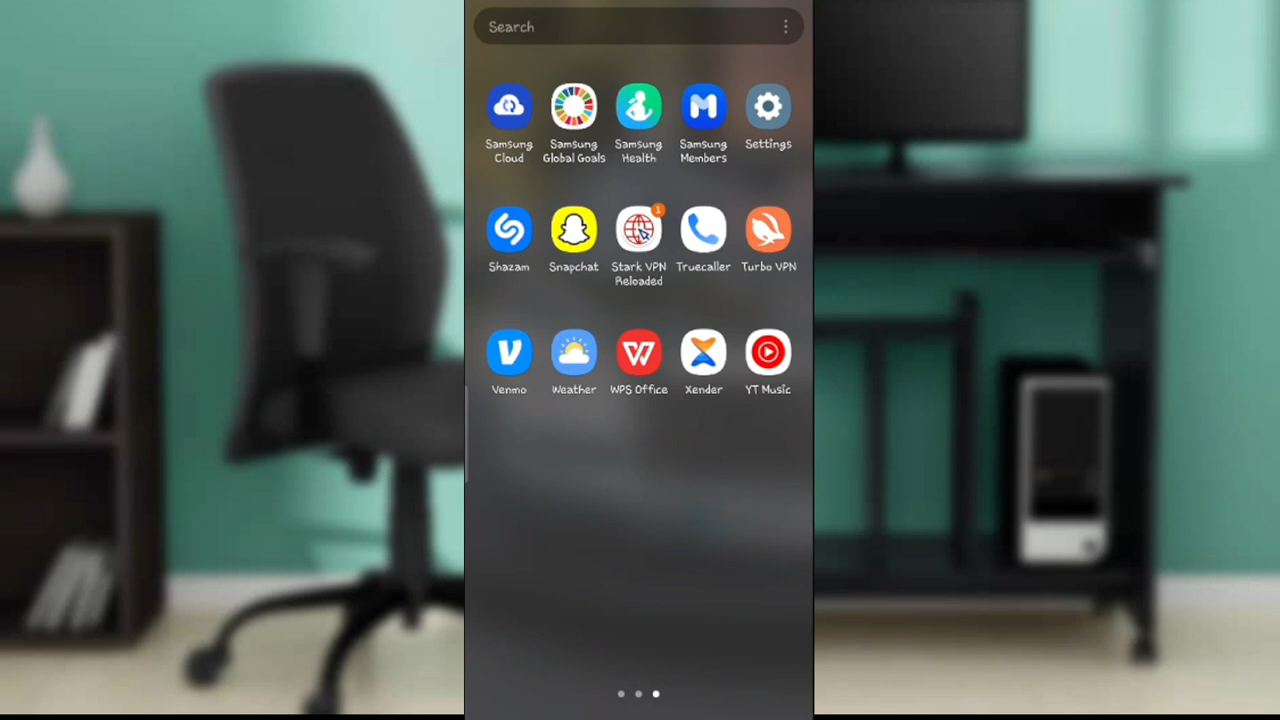 Search
Samsung Cloud
Samsung Global Goals
Samsung Health
Samsung Members
Settings
Shazam
Snapchat
1
Stark VPN Reloaded
Truecaller
Turbo VPN
Venmo
Weather
WPS Office
Xender
YT Music